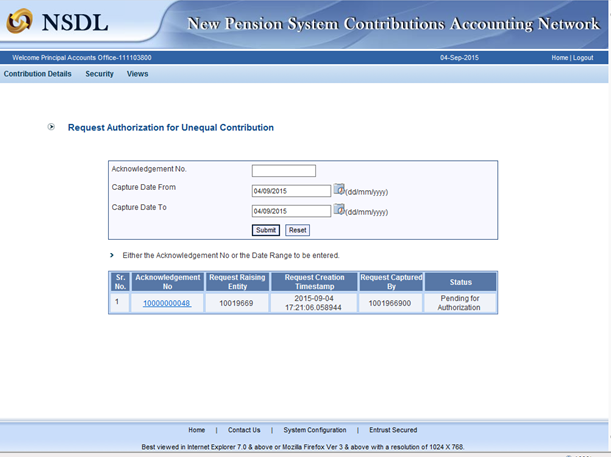 NSDL
New Pension System Contributions Accounting Network
Welcome Principal Accounts Office-111103800 04-Sep-2015 Home | Logout
Contribution Details Security Views
Request Authorization for Unequal Contribution
Acknowledgement No.
Capture Date From 04/09/2015 (dd/mm/yyyy)
Capture Date To 04/09/2015 (dd/mm/yyyy)
Submit Reset
Either the Acknowledgement No or the Date Range to be entered.
Sr. No. Acknowledgement No Request Raising Entity Request Creation Timestamp Request Captured By Status
1 10000000048 10019669 2015-09-04 17:21:06.058944 1001966900 Pending for Authorization
Home | Contact Us | System Configuration | Entrust Secured
Best viewed in Internet Explorer 7.0 & above or Mozilla Firefox Ver 3 & above with a resolution of 1024 X 768.